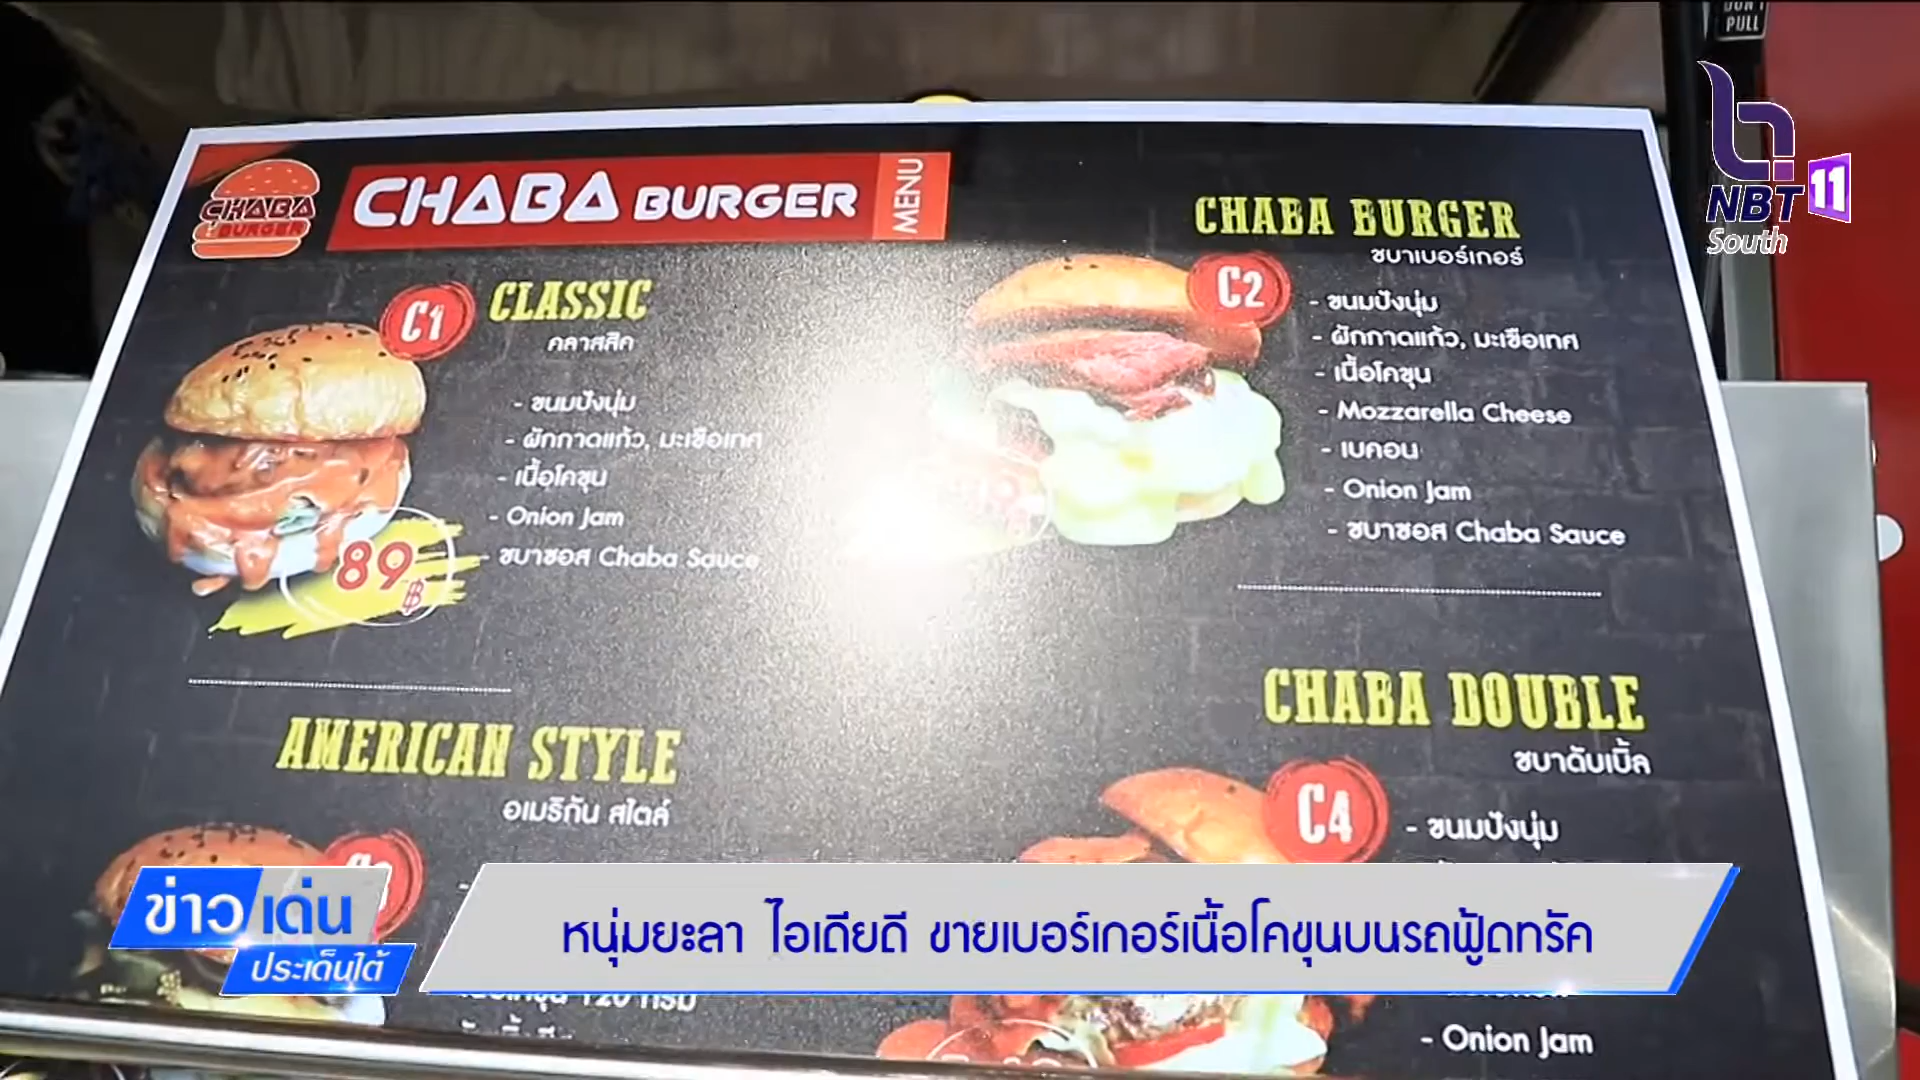 DON'T
PULL
NBT 11
South
CHABA
BURGER
CHABA BURGER
MENU
C1
CLASSIC
คลาสสิค
- ขนมปังนุ่ม
- ผักกาดแก้ว, มะเขือเทศ
- เนื้อโคขุน
- Onion Jam
- ชบาซอส Chaba Sauce
89 ฿
CHABA BURGER
ชบาเบอร์เกอร์
C2
- ขนมปังนุ่ม
- ผักกาดแก้ว, มะเขือเทศ
- เนื้อโคขุน
- Mozzarella Cheese
- เบคอน
- Onion Jam
- ชบาซอส Chaba Sauce
AMERICAN STYLE
อเมริกัน สไตล์
120 กรัม
CHABA DOUBLE
ชบาดับเบิ้ล
C4
- ขนมปังนุ่ม
- Onion Jam
ข่าวเด่น
ประเด็นใต้
หนุ่มยะลา ไอเดียดี ขายเบอร์เกอร์เนื้อโคขุนบนรถฟู้ดทรัค